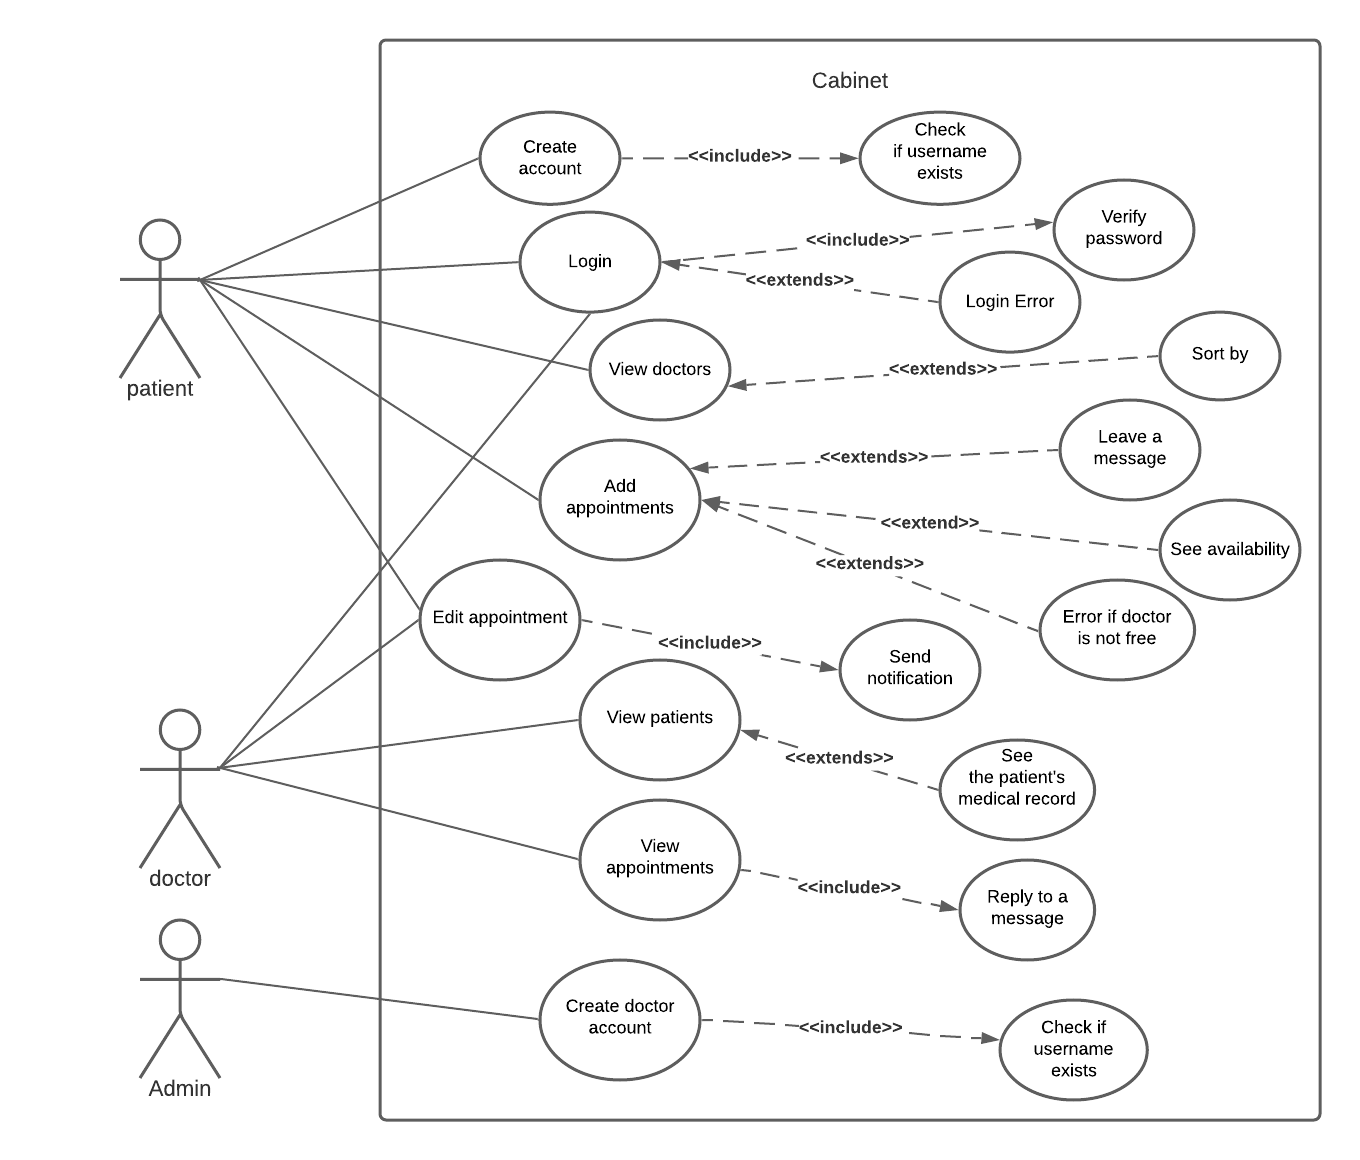 Cabinet
Create
account
<<include>>
Check
if username
exists
Verify
password
<<include>>
Login
<<extends>>
Login Error
patient
View doctors
<<extends>>
Sort by
Leave a
message
<<extends>>
Add
appointments
<<extend>>
See availability
<<extends>>
Error if doctor
is not free
Edit appointment
<<include>>
Send
notification
View patients
<<extends>>
See
the patient's
medical record
doctor
View
appointments
<<include>>
Reply to a
message
Admin
Create doctor
account
<<include>>
Check if
username
exists